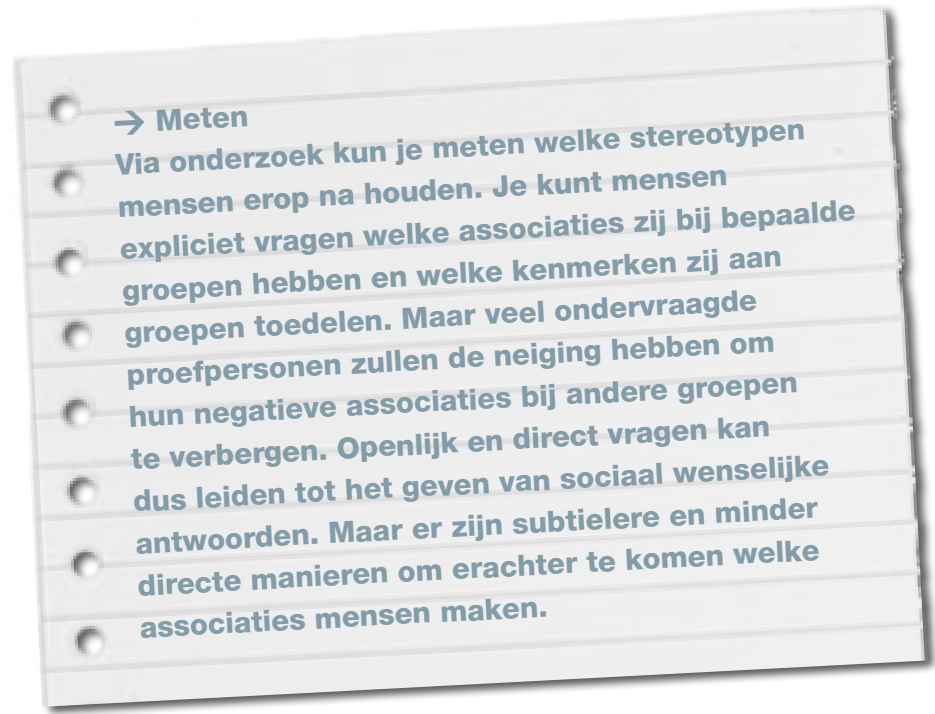 → Meten
Via onderzoek kun je meten welke stereotypen
mensen erop na houden. Je kunt mensen
expliciet vragen welke associaties zij bij bepaalde
groepen hebben en welke kenmerken zij aan
groepen toedelen. Maar veel ondervraagde
proefpersonen zullen de neiging hebben om
hun negatieve associaties bij andere groepen
te verbergen. Openlijk en direct vragen kan
dus leiden tot het geven van sociaal wenselijke
antwoorden. Maar er zijn subtielere en minder
directe manieren om erachter te komen welke
associaties mensen maken.